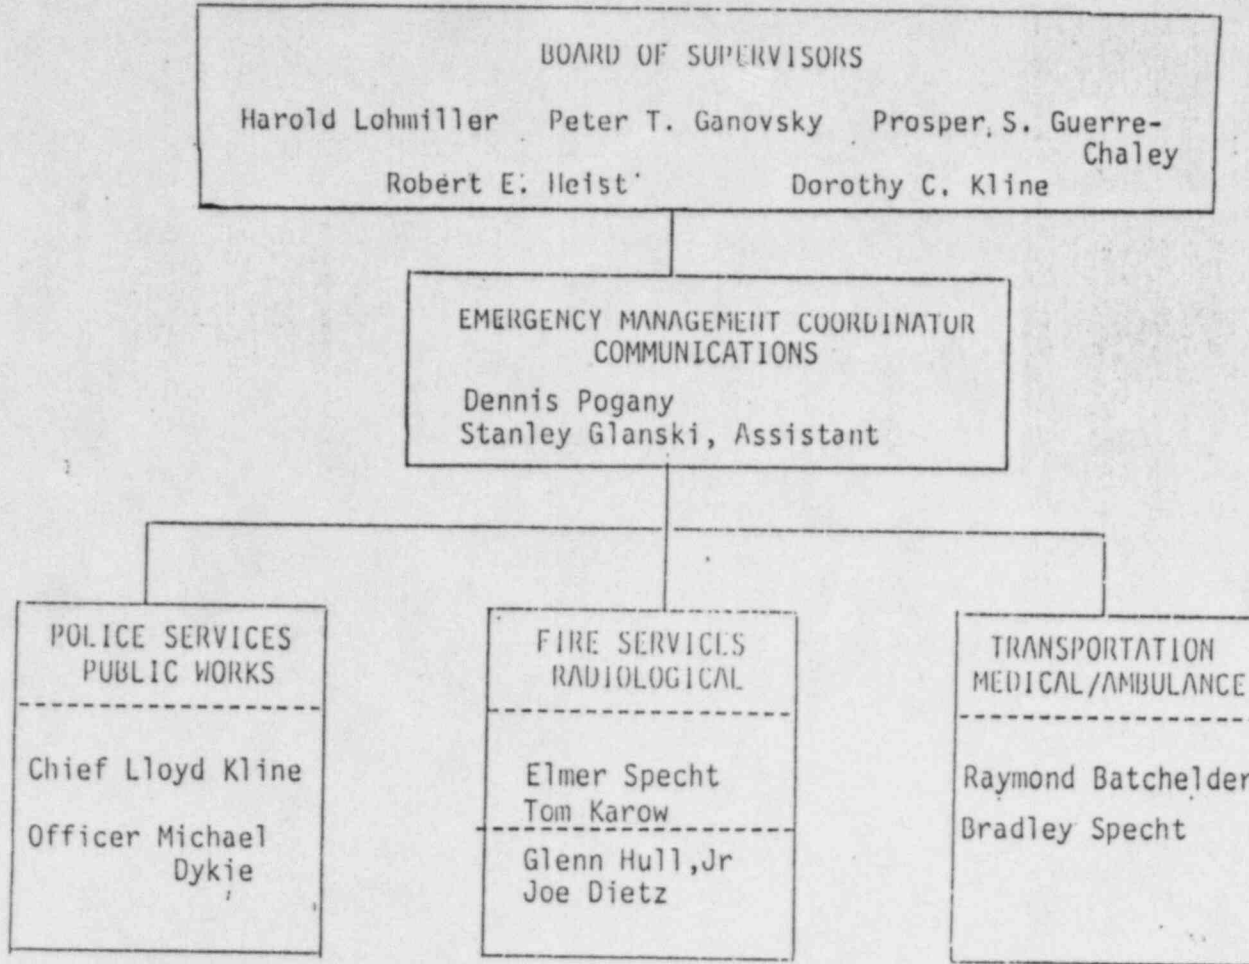 BOARD OF SUPERVISORS
Harold Lohmiller Peter T. Ganovsky Prosper S. Guerre-
Chaley
Robert E. Heist Dorothy C. Kline
EMERGENCY MANAGEMENT COORDINATOR
COMMUNICATIONS
Dennis Pogany
Stanley Glanski, Assistant
POLICE SERVICES
PUBLIC WORKS
Chief Lloyd Kline
Officer Michael
Dykie
FIRE SERVICES
RADIOLOGICAL
Elmer Specht
Tom Karow
Glenn Hull,Jr
Joe Dietz
TRANSPORTATION
MEDICAL/AMBULANCE
Raymond Batchelder
Bradley Specht